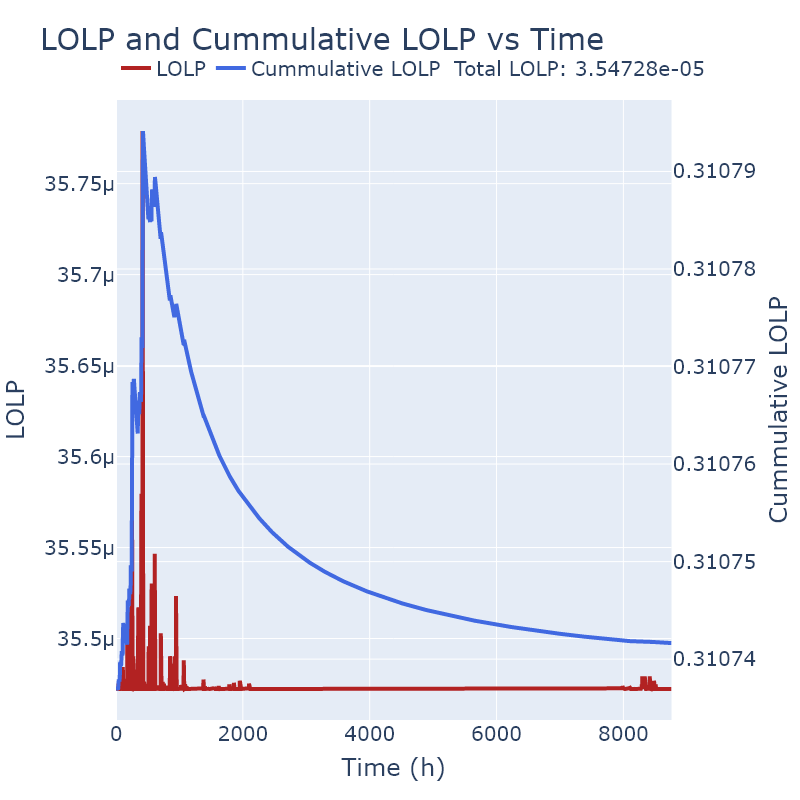 LOLP and Cummulative LOLP vs Time
LOLP Cummulative LOLP Total LOLP: 3.54728e-05
35.75μ
35.7μ
35.65μ
35.6μ
35.55μ
35.5μ
LOLP
0.31079
0.31078
0.31077
0.31076
0.31075
0.31074
Cummulative LOLP
0 2000 4000 6000 8000
Time (h)